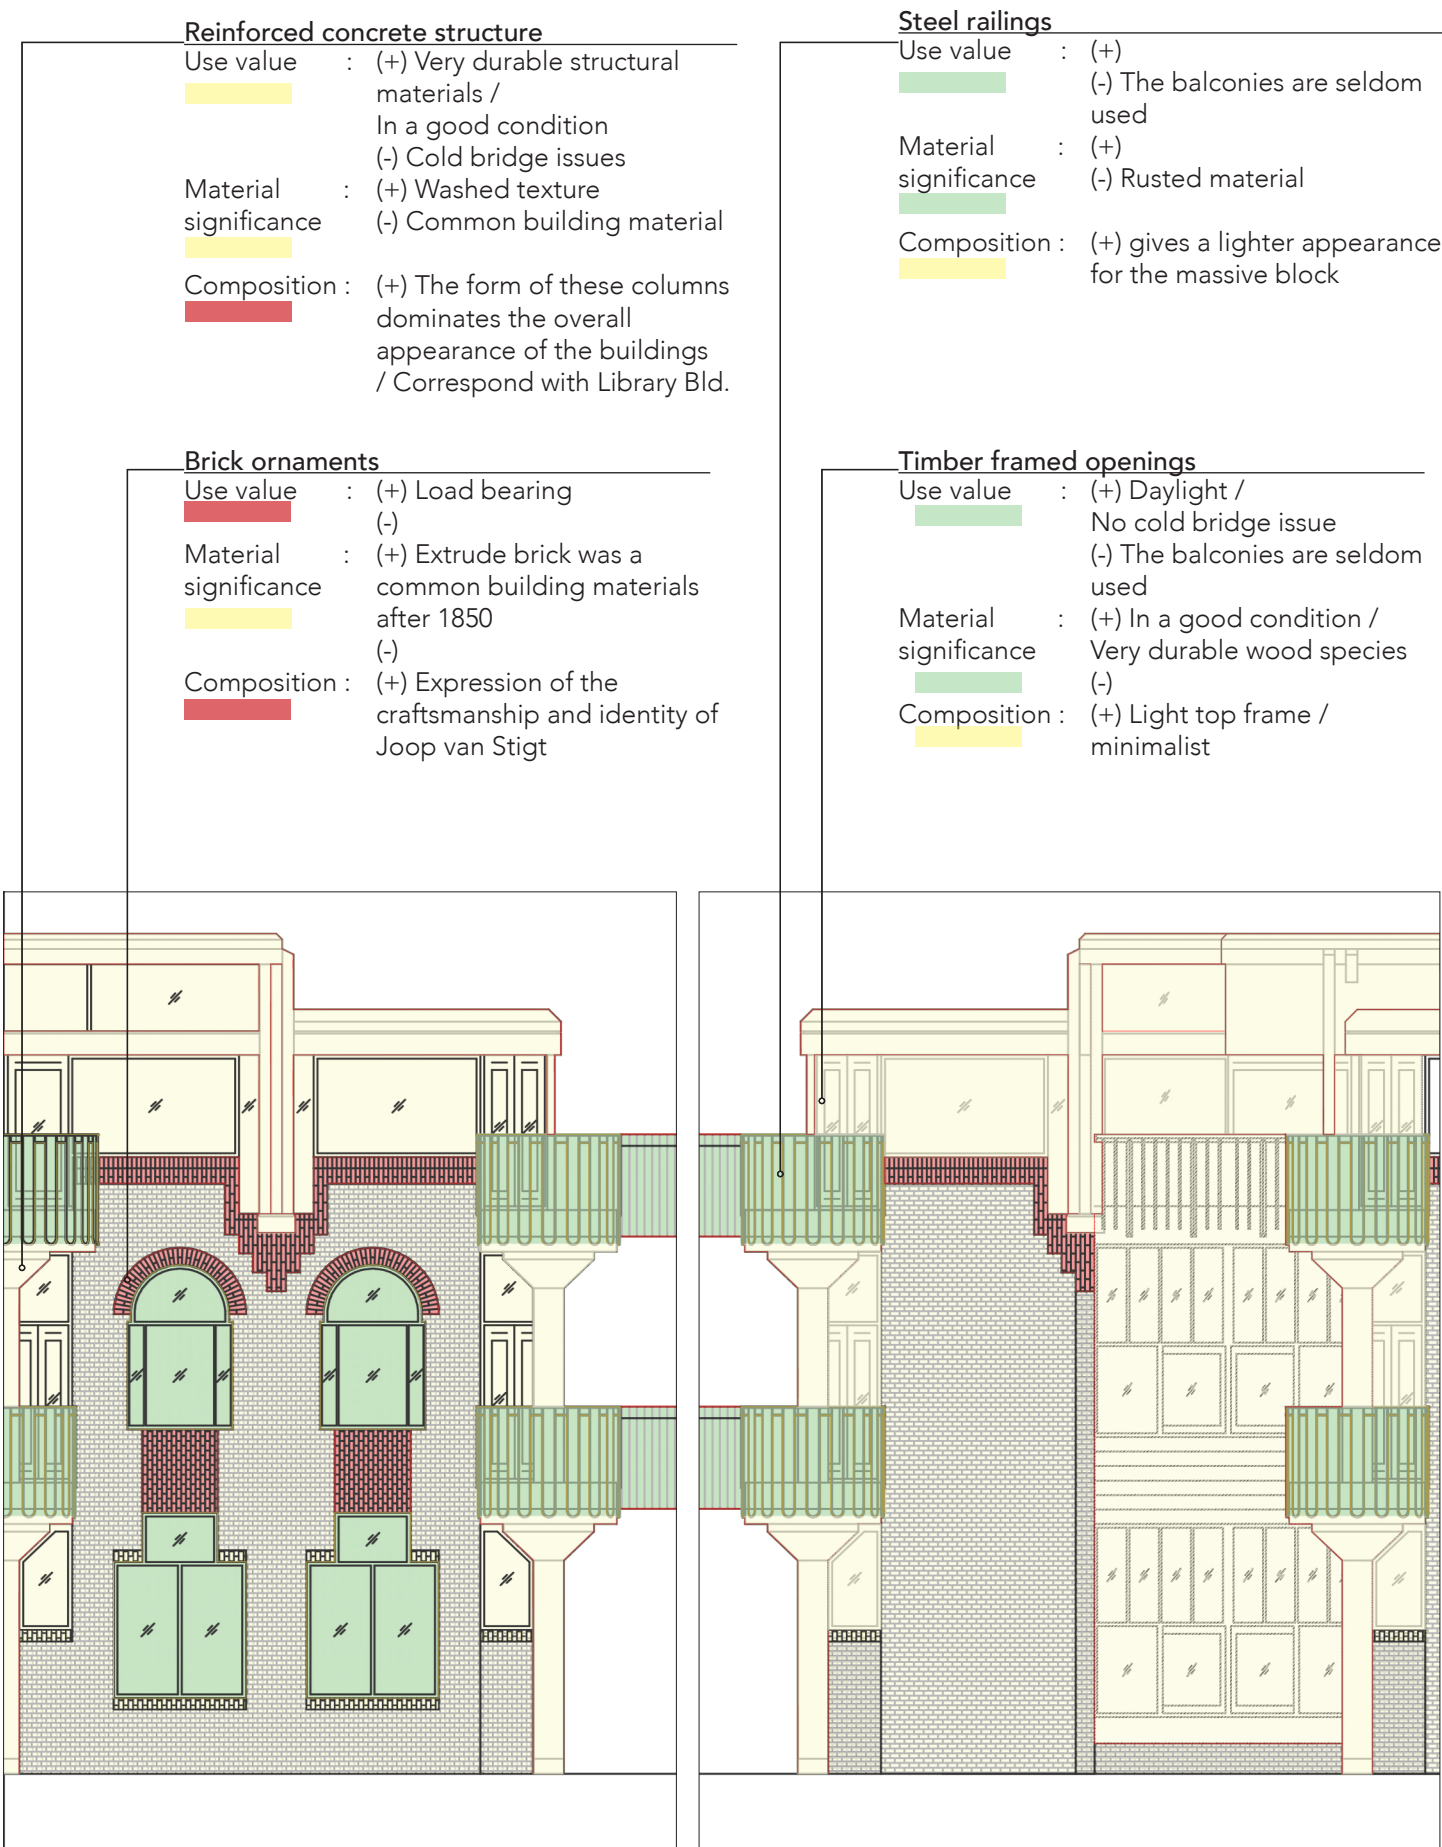 Reinforced concrete structure
Use value : (+) Very durable structural
materials /
In a good condition
(-) Cold bridge issues
Material : (+) Washed texture
significance (-) Common building material
Composition : (+) The form of these columns
dominates the overall
appearance of the buildings
/ Correspond with Library Bld.
Brick ornaments
Use value : (+) Load bearing
(-)
Material : (+) Extrude brick was a
significance common building materials
after 1850
(-)
Composition : (+) Expression of the
craftsmanship and identity of
Joop van Stigt
Steel railings
Use value : (+)
(-) The balconies are seldom
used
Material : (+)
significance (-) Rusted material
Composition : (+) gives a lighter appearance
for the massive block
Timber framed openings
Use value : (+) Daylight /
No cold bridge issue
(-) The balconies are seldom
used
Material : (+) In a good condition /
significance Very durable wood species
(-)
Composition : (+) Light top frame /
minimalist